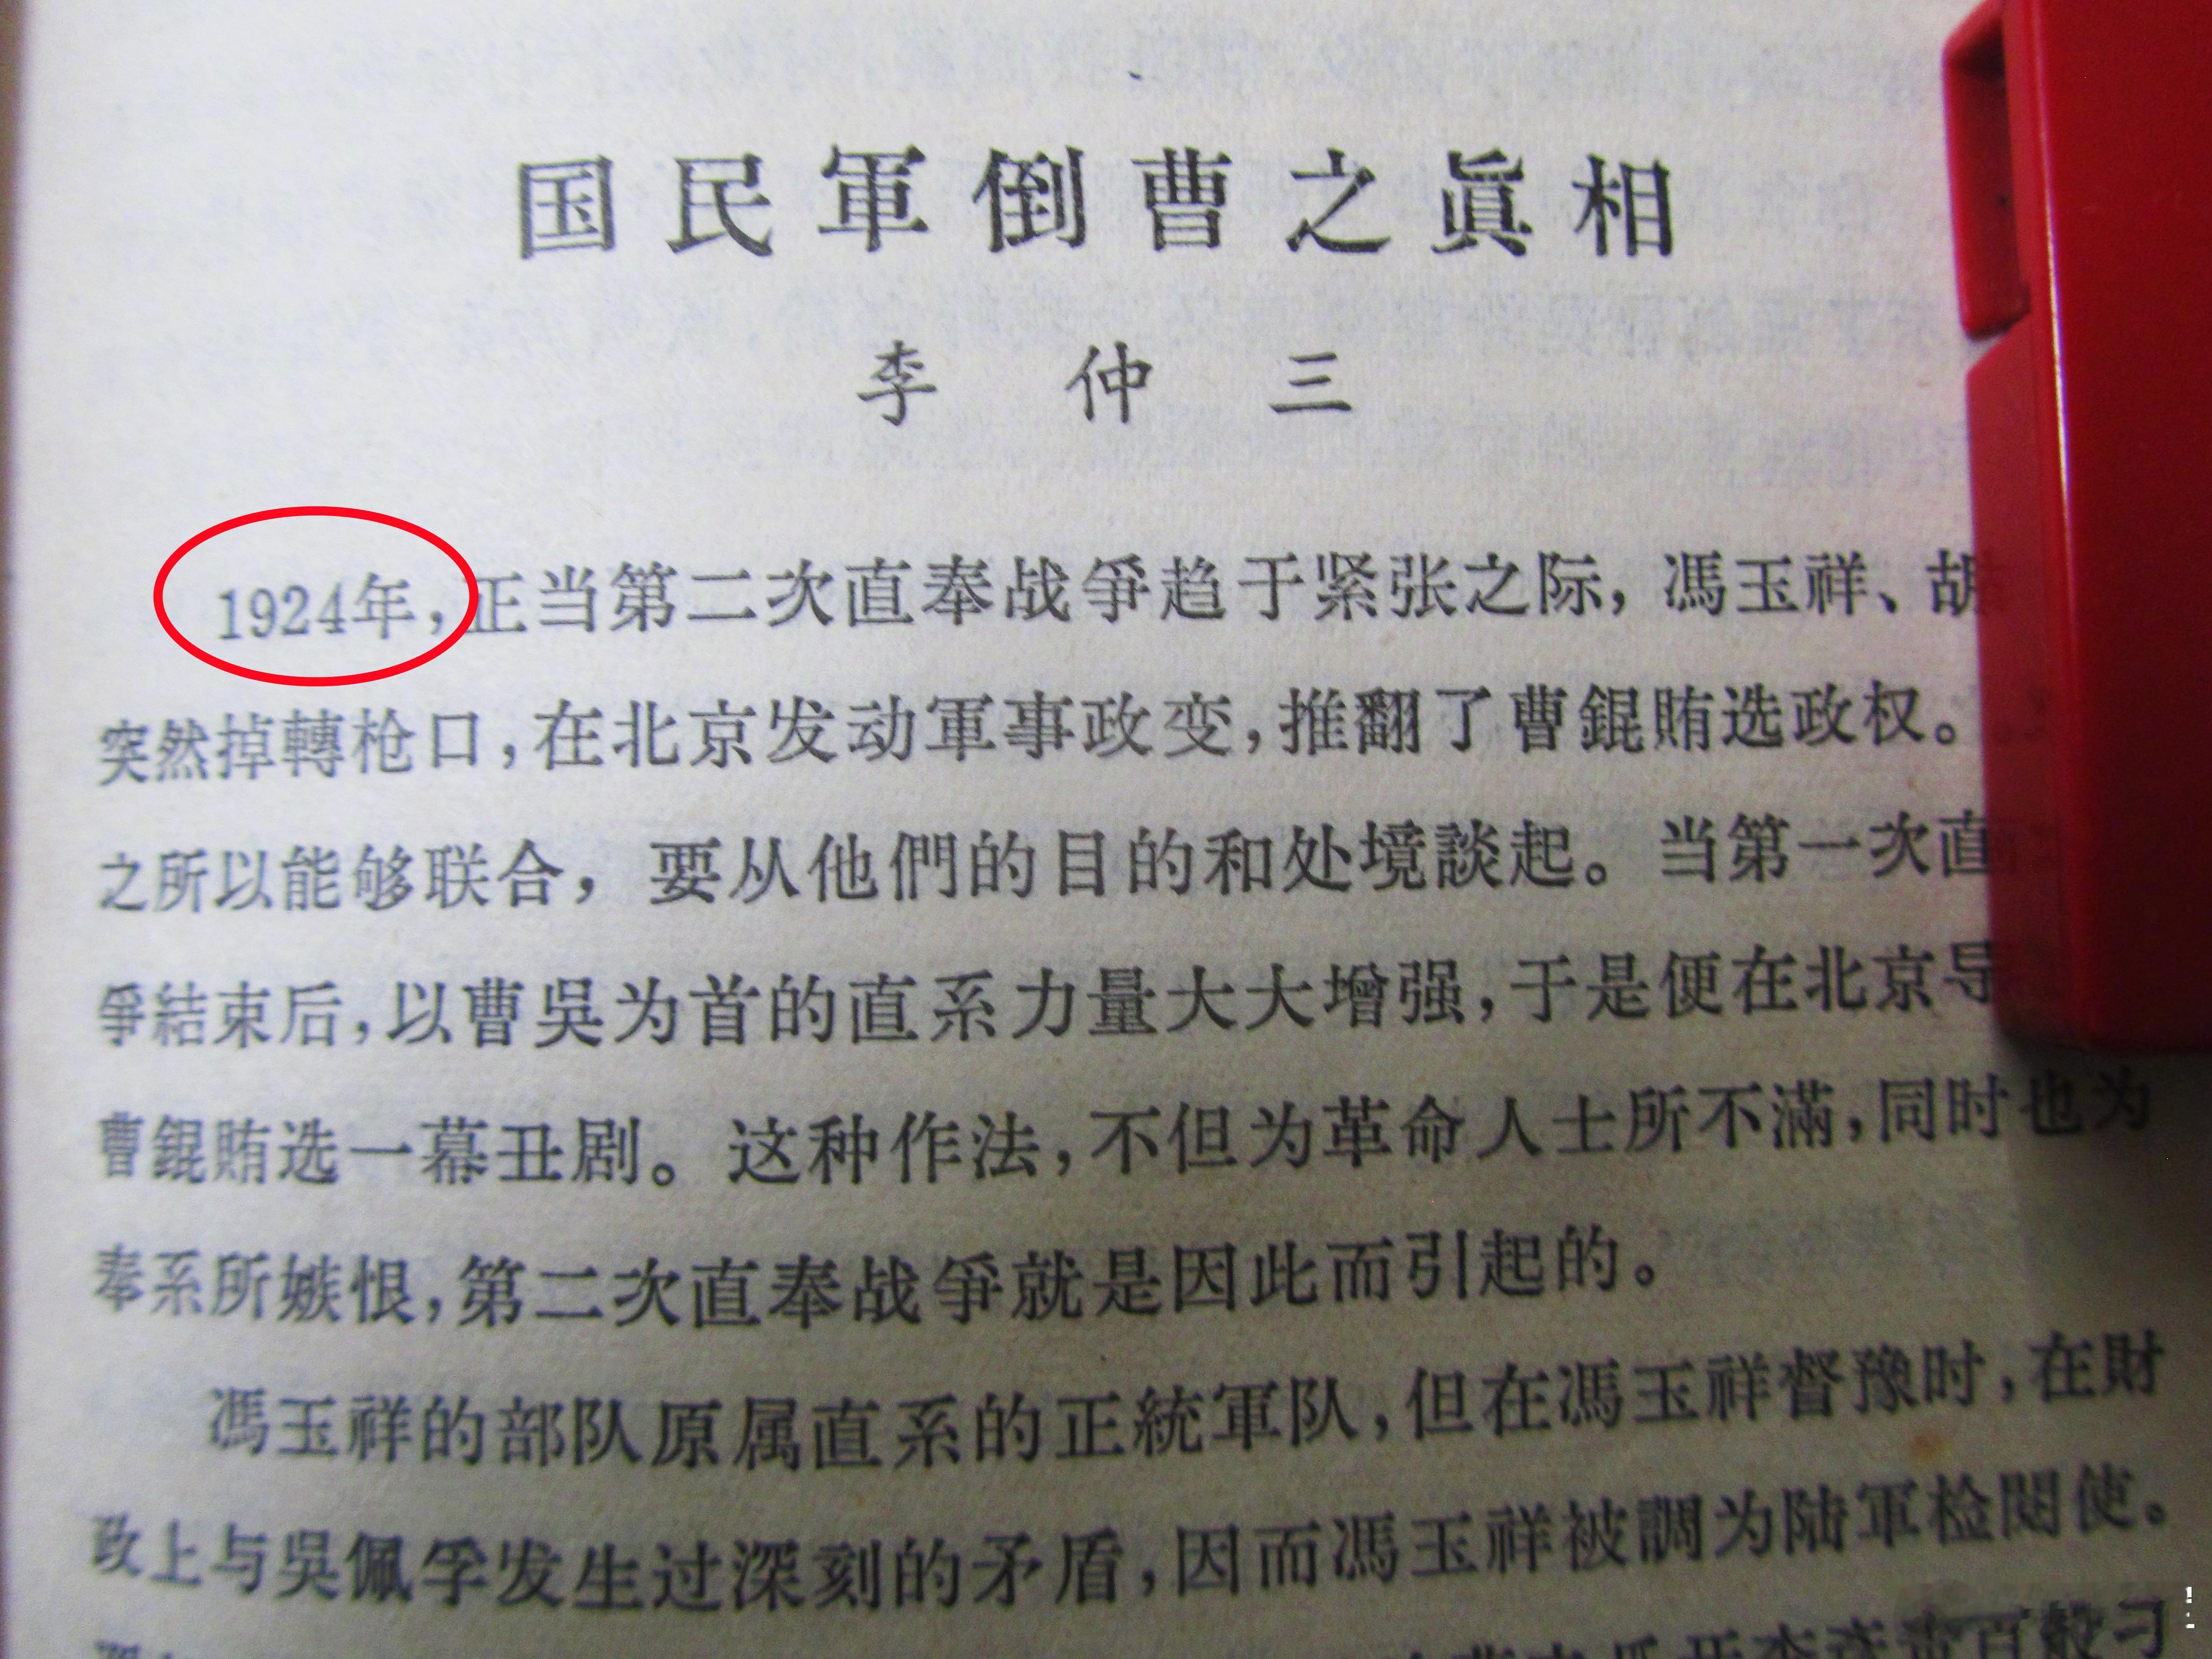 国民軍倒曹之眞相
李仲三
1924年,正当第二次直奉战爭趋于紧张之际,馮玉祥、胡
突然掉轉枪口,在北京发动軍事政变,推翻了曹錕賄选政权。
之所以能够联合,要从他們的目的和处境談起。当第一次直
爭結束后,以曹吳为首的直系力量大大增强,于是便在北京导
曹錕賄选一幕丑剧。这种作法,不但为革命人士所不滿,同时也为
奉系所嫉恨,第二次直奉战爭就是因此而引起的。
馮玉祥的部队原属直系的正統軍队,但在馮玉祥督豫时,在財
政上与吳佩孚发生过深刻的矛盾,因而馮玉祥被調为陆軍检閱使。